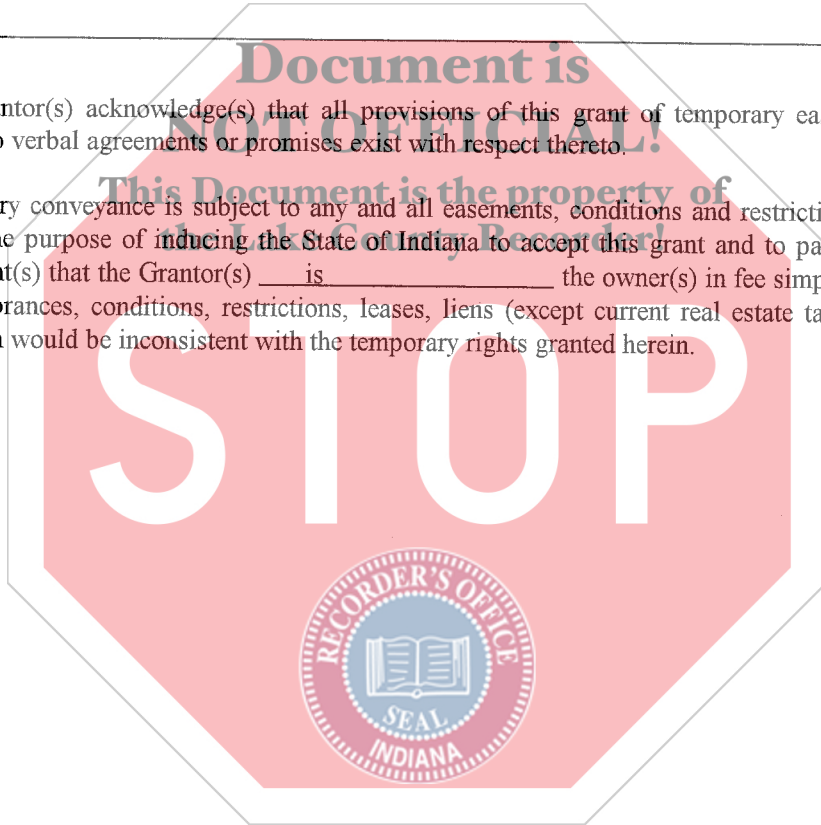 Document is
ntor(s) acknowledge(s) that all provisions of this grant of temporary ea
NOT OFFICIAL!
o verbal agreements or promises exist with respect thereto.
This Document is the property of
ry conveyance is subject to any and all easements, conditions and restricti
the Lake County Recorder!
e purpose of inducing the State of Indiana to accept this grant and to pa
t(s) that the Grantor(s) is the owner(s) in fee simp
rances, conditions, restrictions, leases, liens (except current real estate ta
would be inconsistent with the temporary rights granted herein.
STOP
RECORDER'S OFFICE
SEAL
INDIANA